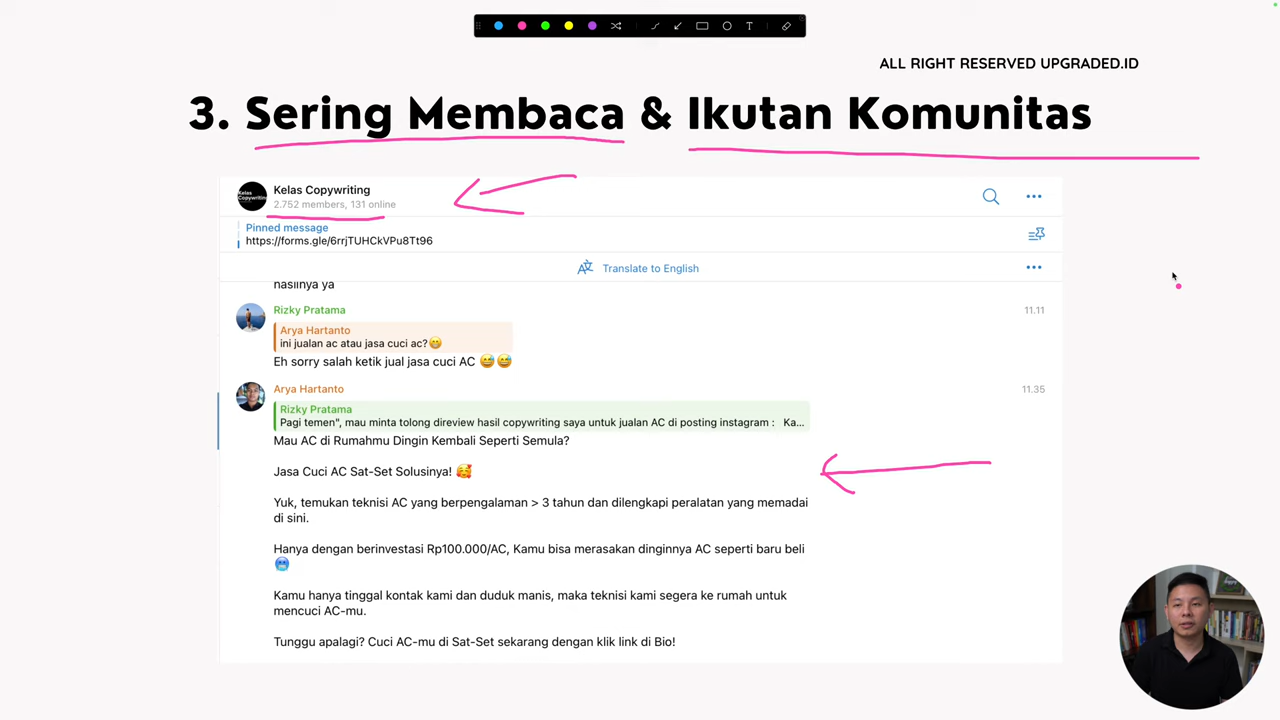 ALL RIGHT RESERVED UPGRADED.ID
3. Sering Membaca & Ikutan Komunitas
Kelas Copywriting
Kelas Copywriting
2.752 members, 131 online
Pinned message
https://forms.gle/6rrjTUHCkVPu8Tt96
Translate to English
hasilnya ya
Rizky Pratama
11.11
Arya Hartanto
ini jualan ac atau jasa cuci ac?😁
Eh sorry salah ketik jual jasa cuci AC 😅😅
Arya Hartanto
11.35
Rizky Pratama
Pagi temen", mau minta tolong direview hasil copywriting saya untuk jualan AC di posting instagram : Ka...
Mau AC di Rumahmu Dingin Kembali Seperti Semula?
Jasa Cuci AC Sat-Set Solusinya! 🥰
Yuk, temukan teknisi AC yang berpengalaman > 3 tahun dan dilengkapi peralatan yang memadai
di sini.
Hanya dengan berinvestasi Rp100.000/AC, Kamu bisa merasakan dinginnya AC seperti baru beli
🥶
Kamu hanya tinggal kontak kami dan duduk manis, maka teknisi kami segera ke rumah untuk
mencuci AC-mu.
Tunggu apalagi? Cuci AC-mu di Sat-Set sekarang dengan klik link di Bio!